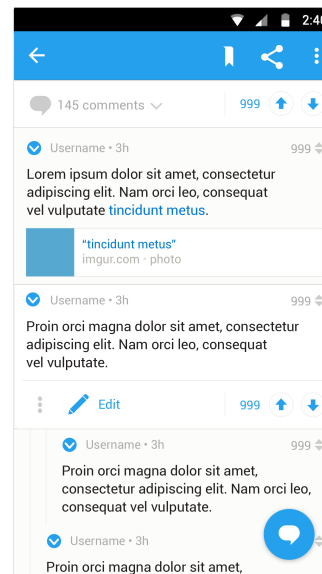 2:40
145 comments 999
Username • 3h 999
Lorem ipsum dolor sit amet, consectetur
adipiscing elit. Nam orci leo, consequat
vel vulputate tincidunt metus.
“tincidunt metus”
imgur.com · photo
Username • 3h 999
Proin orci magna dolor sit amet, consectetur
adipiscing elit. Nam orci leo, consequat
vel vulputate.
Edit 999
Username • 3h 999
Proin orci magna dolor sit amet,
consectetur adipiscing elit. Nam orci leo,
consequat vel vulputate.
Username • 3h
Proin orci magna dolor sit amet,